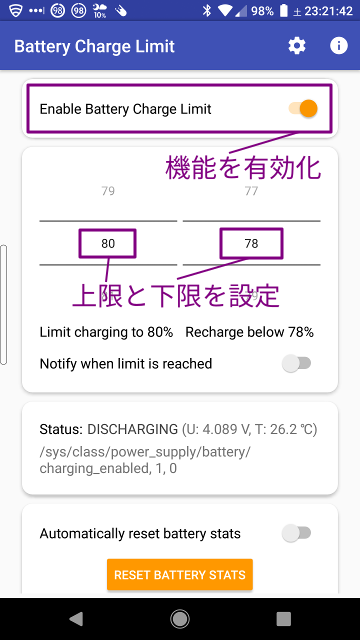 98 98 10% 98% 23:21:42
Battery Charge Limit
Enable Battery Charge Limit
機能を有効化
79 77
80 78
上限と下限を設定
Limit charging to 80% Recharge below 78%
Notify when limit is reached
Status: DISCHARGING (U: 4.089 V, T: 26.2 ℃)
/sys/class/power_supply/battery/
charging_enabled, 1, 0
Automatically reset battery stats
RESET BATTERY STATS